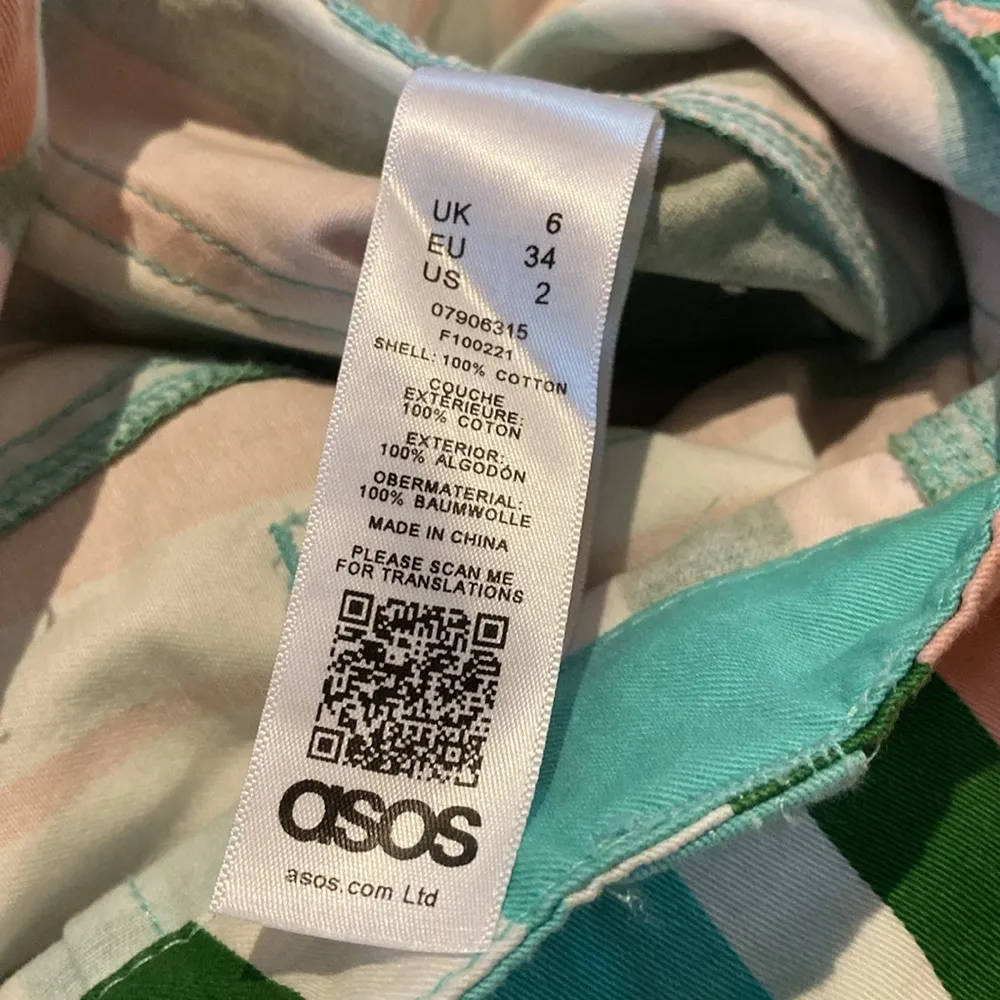 UK 6
EU 34
US 2
07906315
F100221
SHELL: 100% COTTON
COUCHE
EXTÉRIEURE:
100% COTON
EXTERIOR:
100% ALGODÓN
OBERMATERIAL:
100% BAUMWOLLE
MADE IN CHINA
PLEASE SCAN ME
FOR TRANSLATIONS
asos
asos.com Ltd